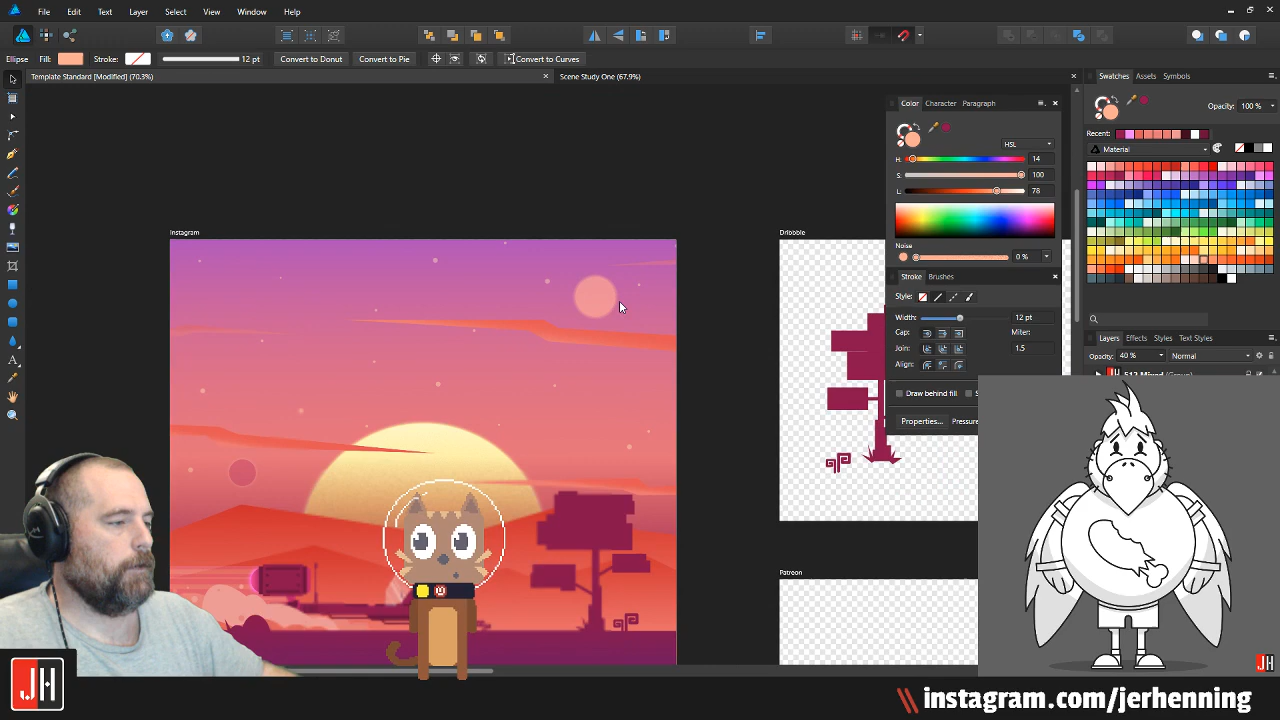 File Edit Text Layer Select View Window Help
Ellipse Fill: Stroke: 12 pt Convert to Donut Convert to Pie Convert to Curves
Template Standard [Modified] (70.3%) Scene Study One (67.9%)
Swatches Assets Symbols
Color Character Paragraph
Opacity: 100 %
Recent:
HSL
Material
H: 14
S: 100
L: 78
Noise
0 %
Stroke Brushes
Style:
Width: 12 pt
Cap: Miter:
Join: 1.5
Align:
Draw behind fill
Properties... Pressure
Layers Effects Styles Text Styles
Opacity: 40 % Normal
Instagram
Dribbble
Patreon
JH
JH
\\ instagram.com/jerhenning